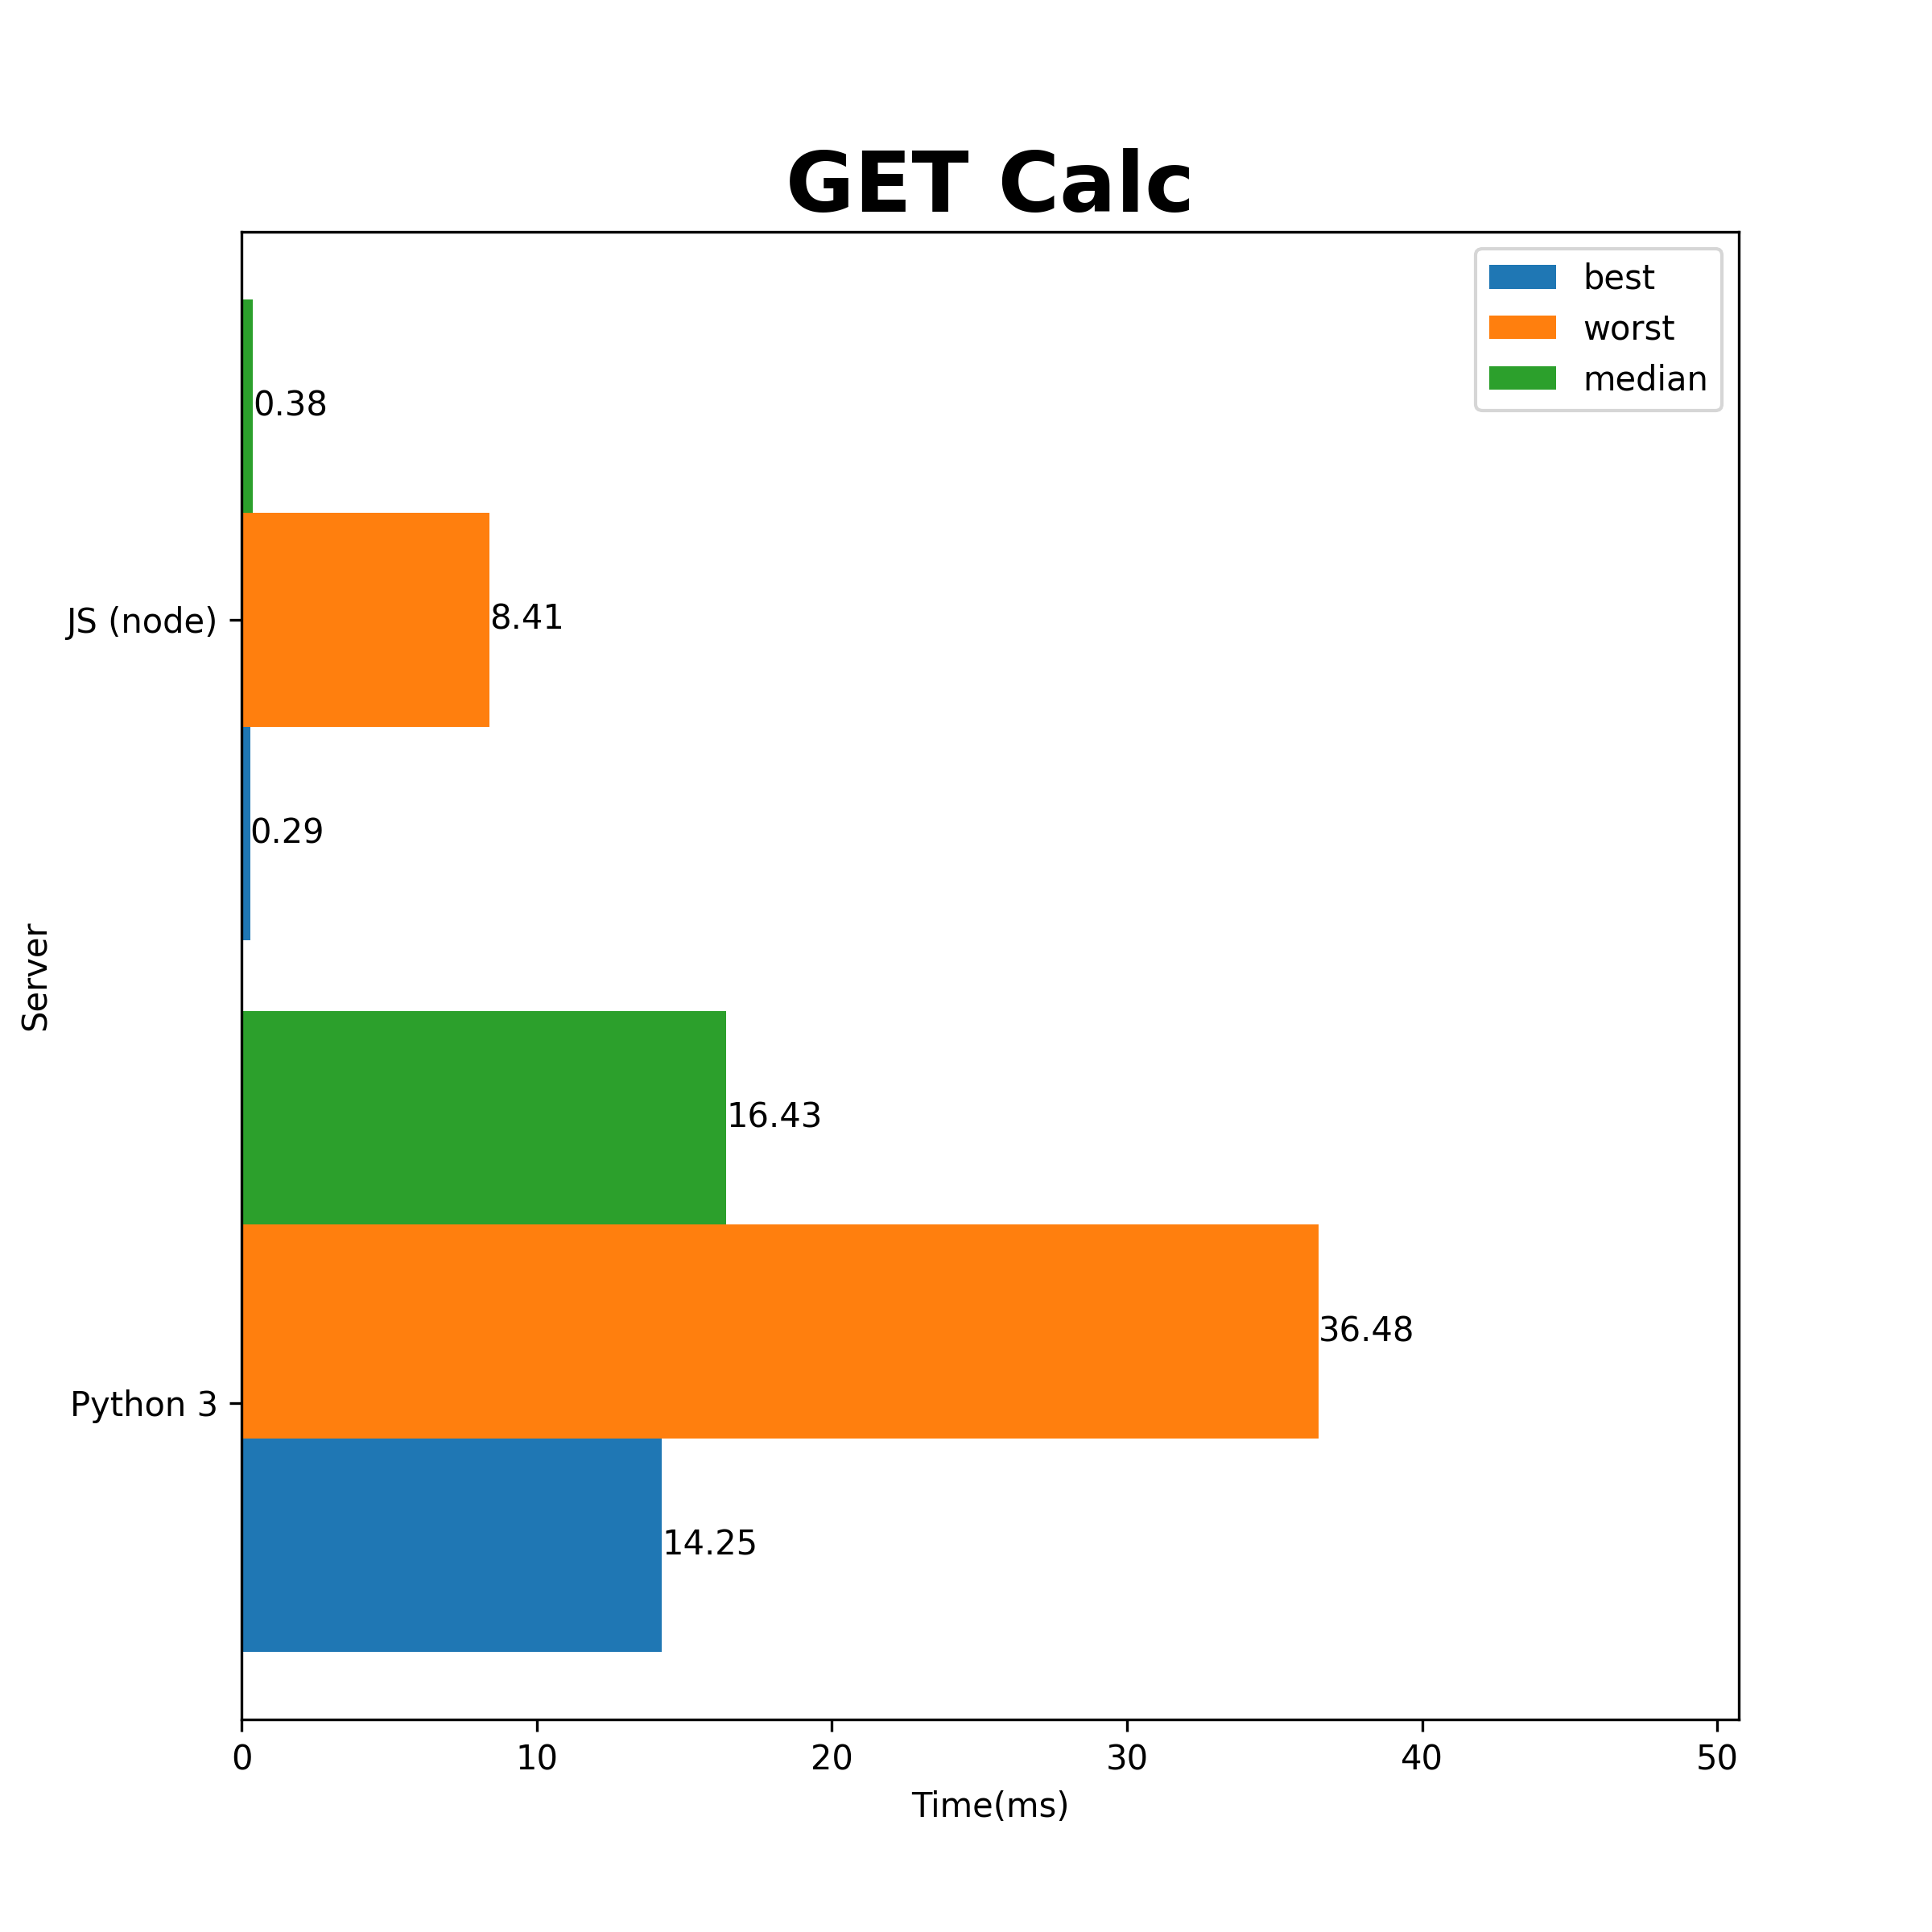 GET Calc
best
worst
median
0.38
JS (node)
8.41
0.29
Server
16.43
36.48
Python 3
14.25
0
10
20
30
40
50
Time(ms)